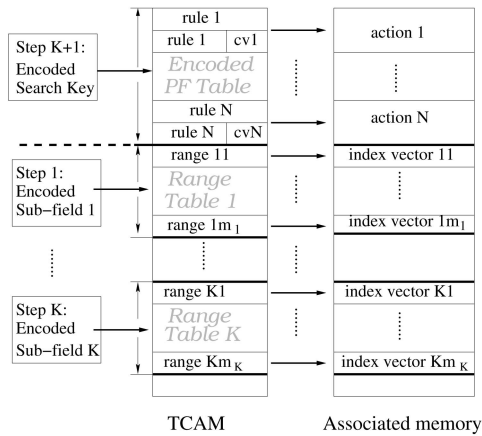 Step K+1:
Encoded
Search Key
rule 1
rule 1 cv1
Encoded
PF Table
rule N
rule N cvN
action 1
action N
Step 1:
Encoded
Sub-field 1
range 11
Range
Table 1
range 1m1
index vector 11
index vector 1m1
Step K:
Encoded
Sub-field K
range K1
Range
Table K
range KmK
index vector K1
index vector KmK
TCAM
Associated memory